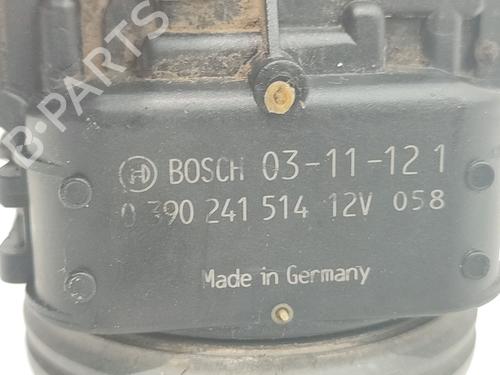 B-PARTS
BOSCH 03-11-12 1
0 390 241 514 12V 058
Made in Germany